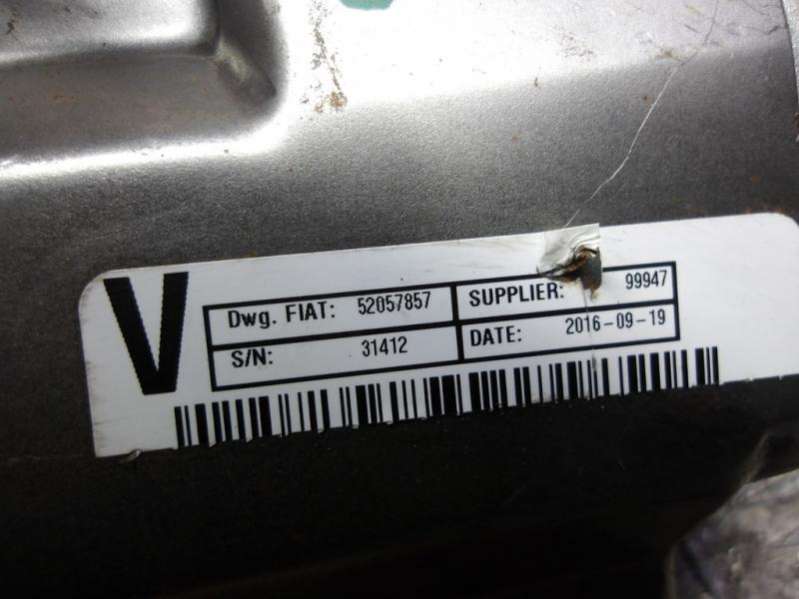 V
Dwg. FIAT: 52057857 SUPPLIER: 99947
S/N: 31412 DATE: 2016-09-19